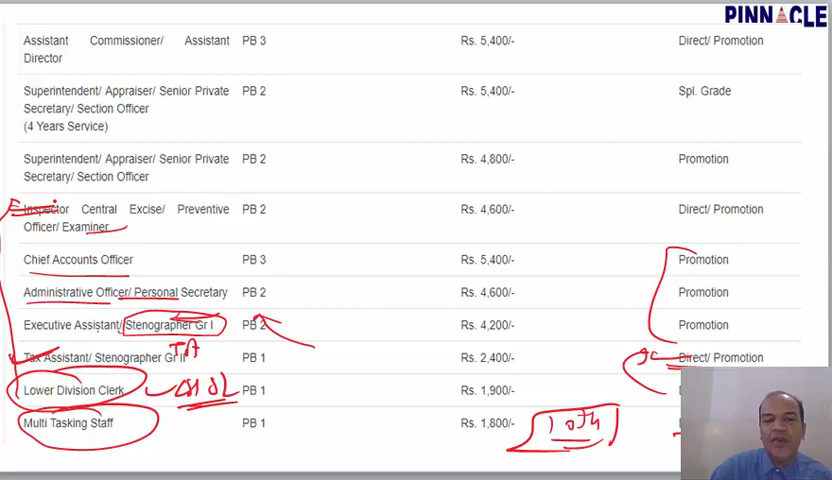 PINNACLE
Assistant Commissioner/ Assistant PB 3 Rs. 5,400/- Direct/ Promotion
Director
Superintendent/ Appraiser/ Senior Private PB 2 Rs. 5,400/- Spl. Grade
Secretary/ Section Officer
(4 Years Service)
Superintendent/ Appraiser/ Senior Private PB 2 Rs. 4,800/- Promotion
Secretary/ Section Officer
Inspector Central Excise/ Preventive PB 2 Rs. 4,600/- Direct/ Promotion
Officer/ Examiner
Chief Accounts Officer PB 3 Rs. 5,400/- Promotion
Administrative Officer/ Personal Secretary PB 2 Rs. 4,600/- Promotion
Executive Assistant/ Stenographer Gr I PB 2 Rs. 4,200/- Promotion
TA
Tax Assistant/ Stenographer Gr II PB 1 Rs. 2,400/- Direct/ Promotion
Lower Division Clerk PB 1 Rs. 1,900/-
Multi Tasking Staff PB 1 Rs. 1,800/- 10th